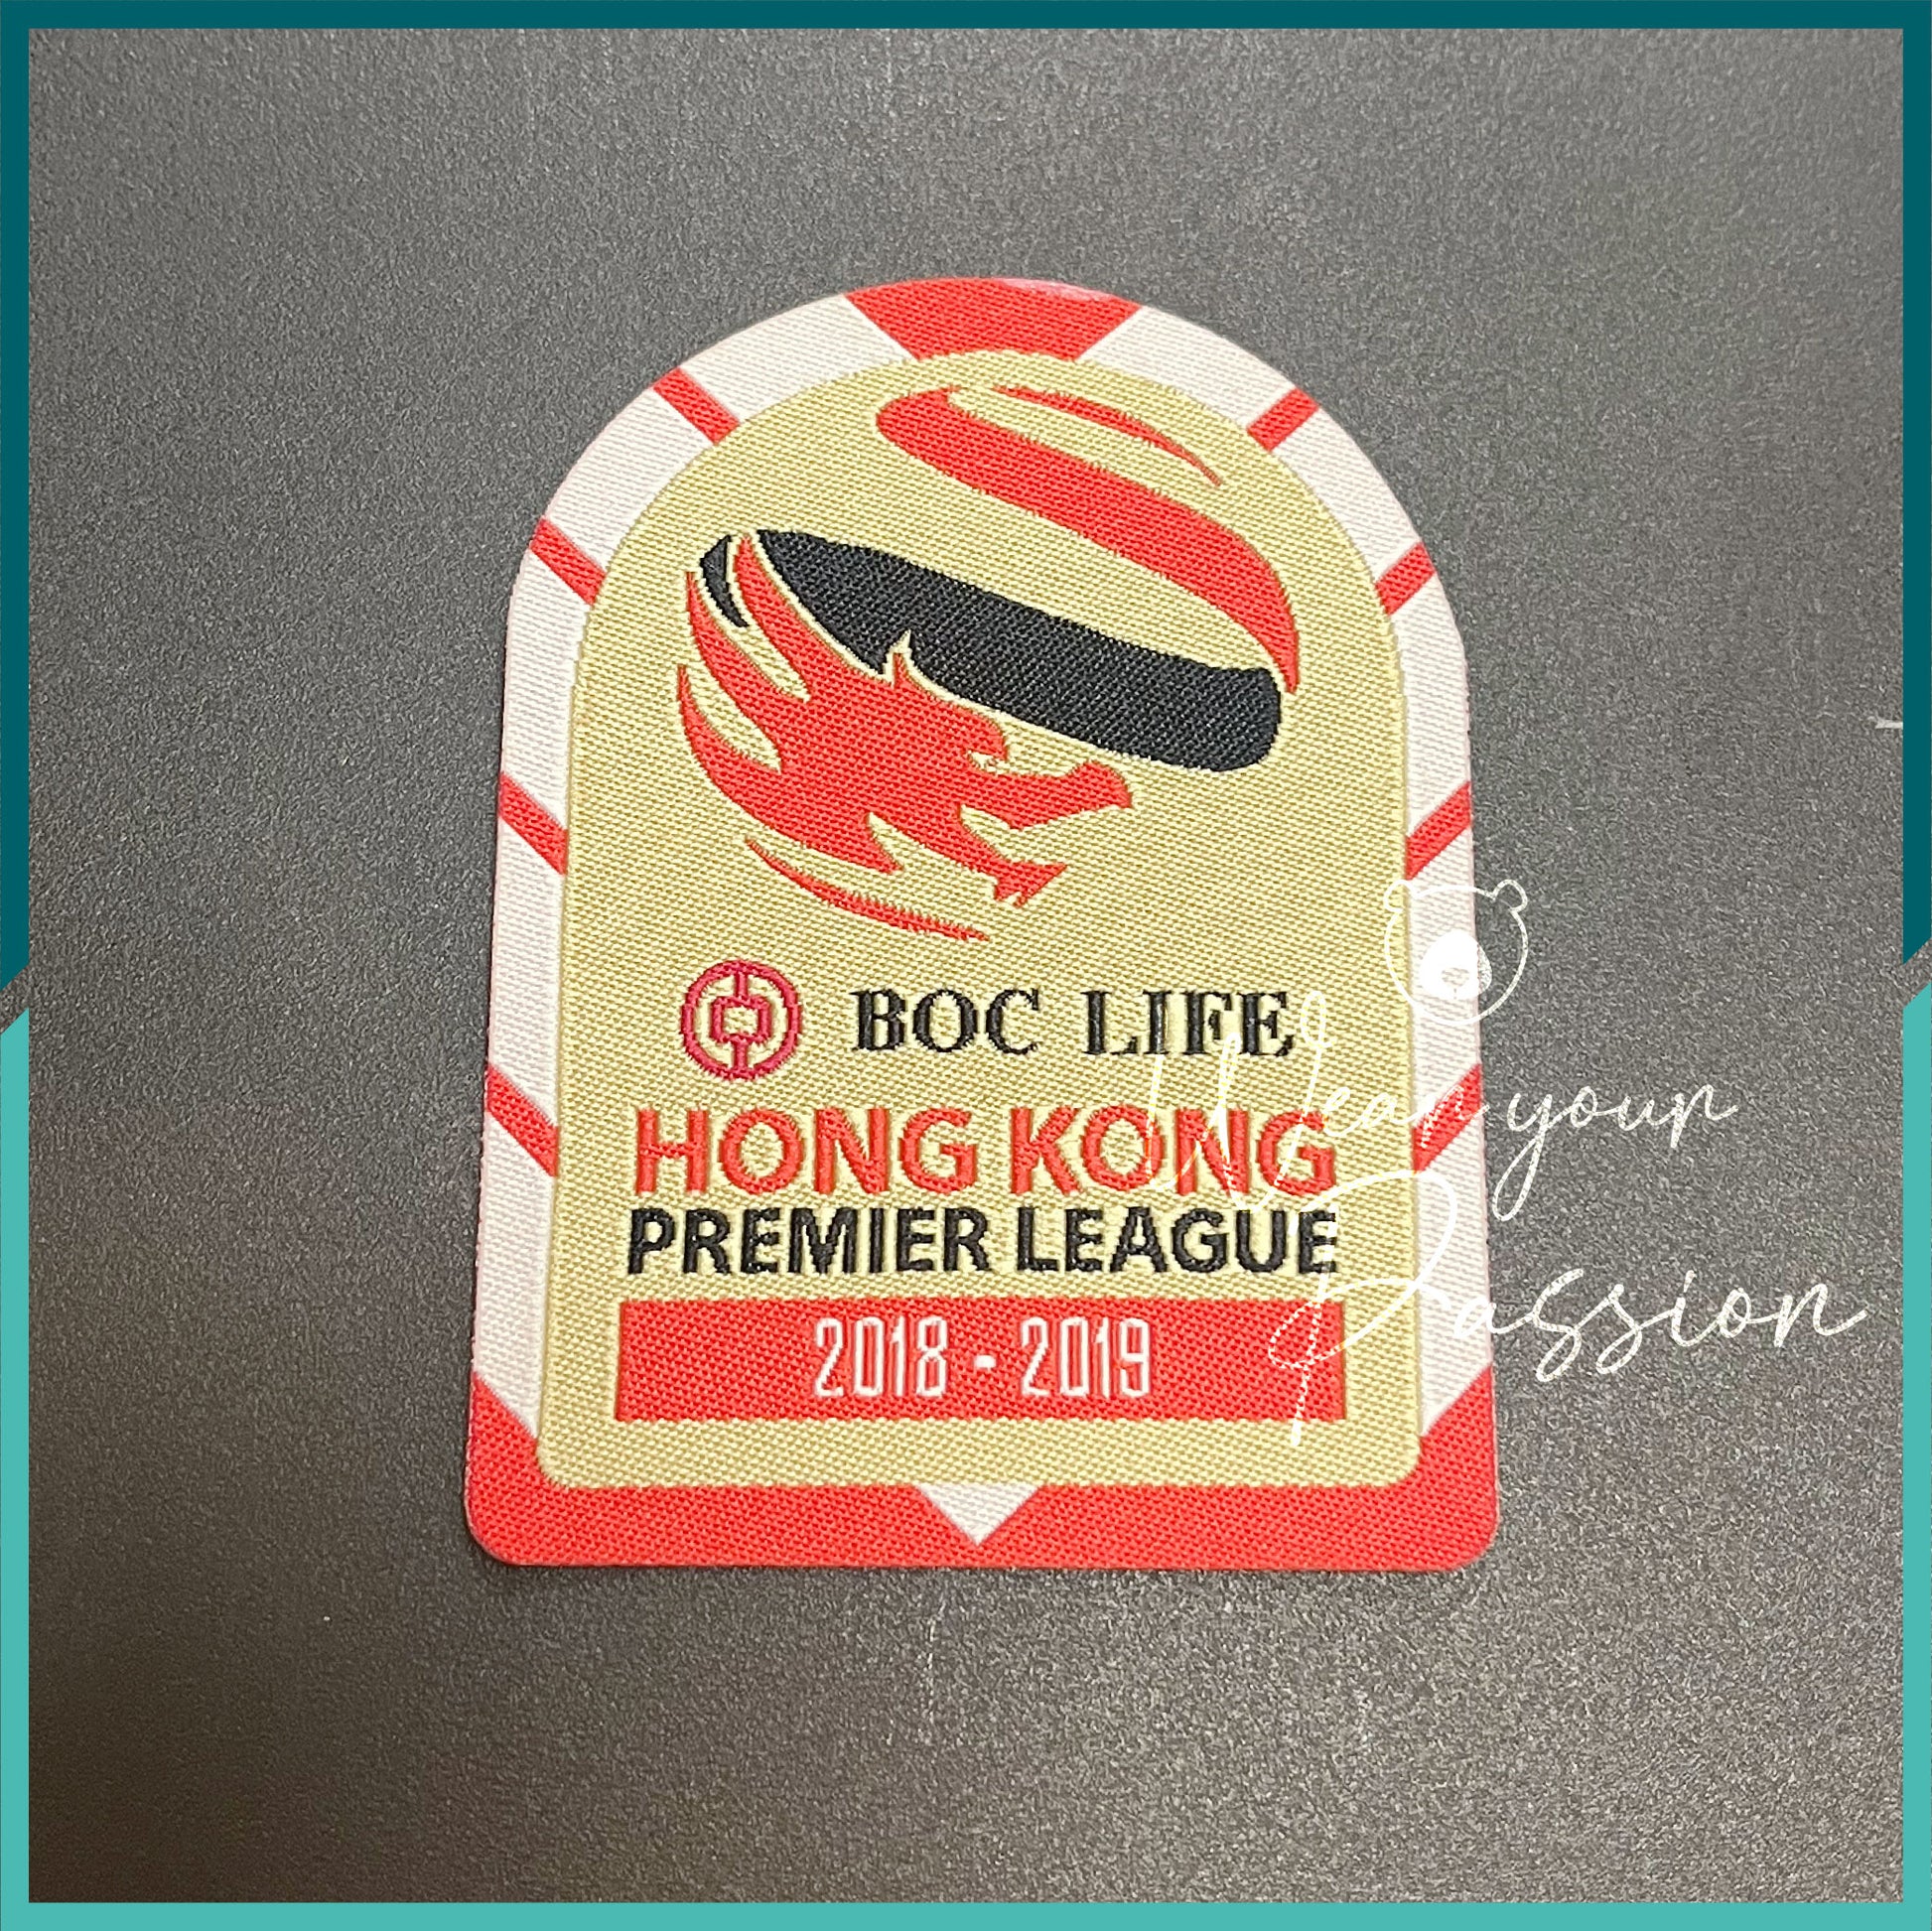 BOC LIFE
HONG KONG
PREMIER LEAGUE
2018 - 2019
Wear your
Passion